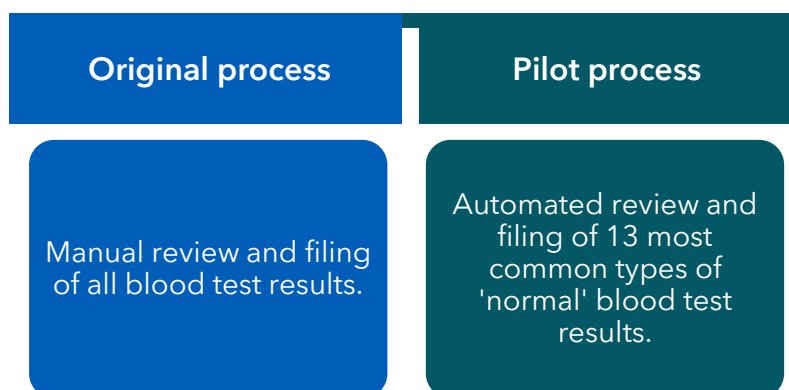 Original process
Pilot process
Manual review and filing
of all blood test results.
Automated review and
filing of 13 most
common types of
'normal' blood test
results.